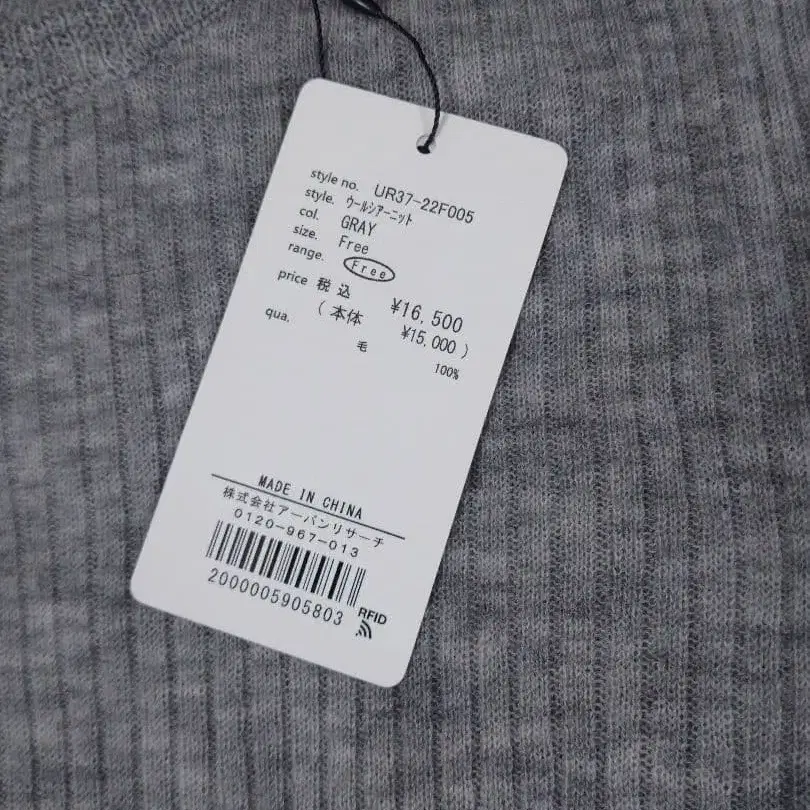 style no. UR37-22F005
style. ウールシアーニット
col. GRAY
size. Free
range. Free
price 税込 ¥16,500
(本体 ¥15,000)
qua.
毛 100%
MADE IN CHINA
株式会社アーバンリサーチ
0120-967-013
2000005905803
RFID